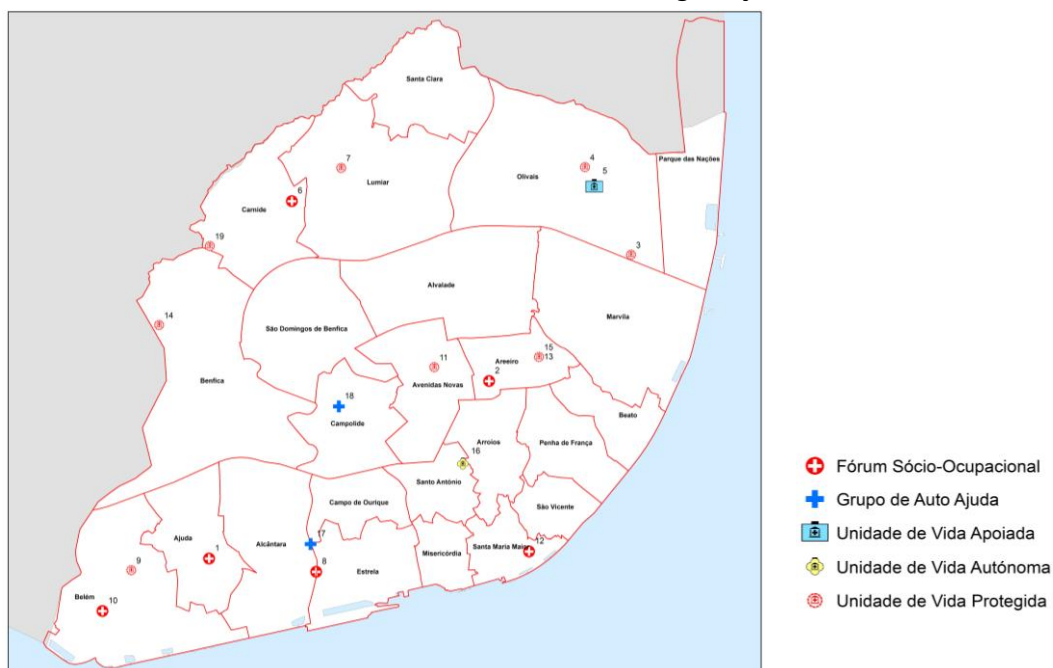 Santa Clara
7
Lumiar
4
5
Olivais
Parque das Nações
6
Carnide
19
3
Alvalade
Marvila
14
São Domingos de Benfica
15
13
11
Areeiro
2
Avenidas Novas
Benfica
18
Campolide
Beato
Arroios
Penha de França
16
Santo António
Campo de Ourique
São Vicente
17
12
Ajuda
1
Alcântara
Misericórdia
Santa Maria Maior
8
Estrela
9
Belém
10
Fórum Sócio-Ocupacional
Grupo de Auto Ajuda
Unidade de Vida Apoiada
Unidade de Vida Autónoma
Unidade de Vida Protegida